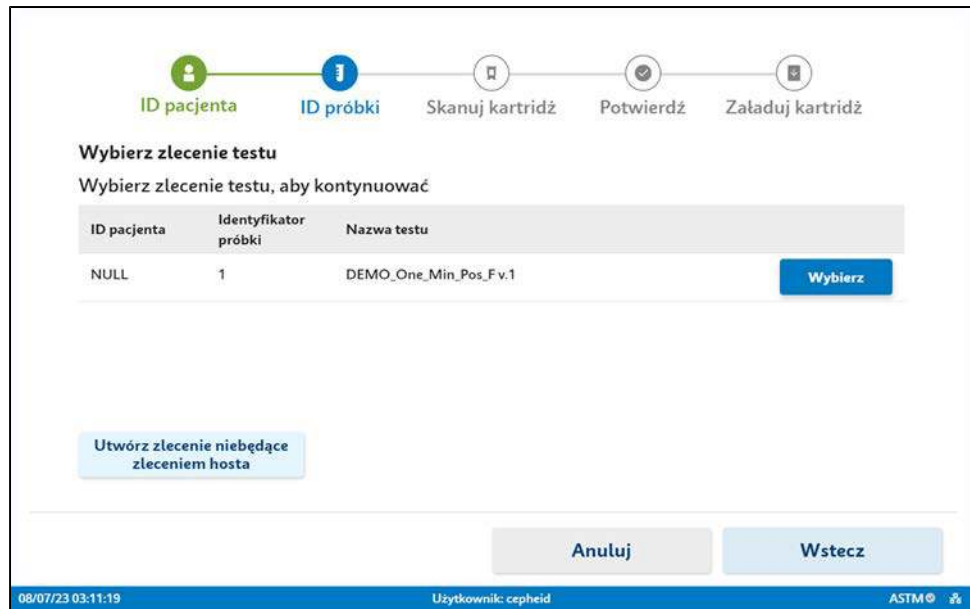 ID pacjenta ID próbki Skanuj kartridż Potwierdź Załaduj kartridż
Wybierz zlecenie testu
Wybierz zlecenie testu, aby kontynuować
ID pacjenta Identyfikator próbki Nazwa testu
NULL 1 DEMO_One_Min_Pos_F v.1 Wybierz
Utwórz zlecenie niebędące
zleceniem hosta
Anuluj Wstecz
08/07/23 03:11:19 Użytkownik: cepheid ASTM